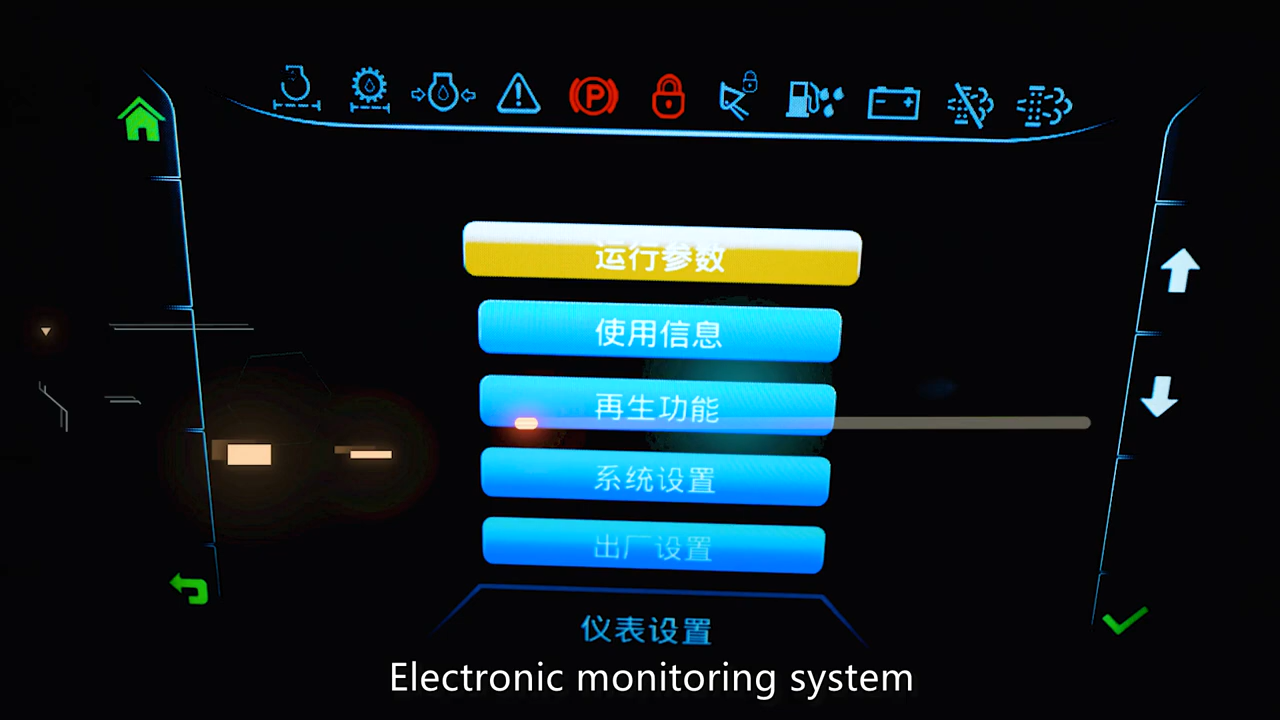 P
运行参数
使用信息
再生功能
系统设置
出厂设置
仪表设置
Electronic monitoring system